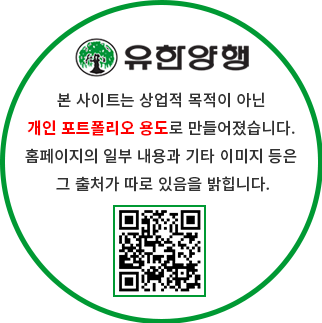 유한양행
본 사이트는 상업적 목적이 아닌
개인 포트폴리오 용도로 만들어졌습니다.
홈페이지의 일부 내용과 기타 이미지 등은
그 출처가 따로 있음을 밝힙니다.